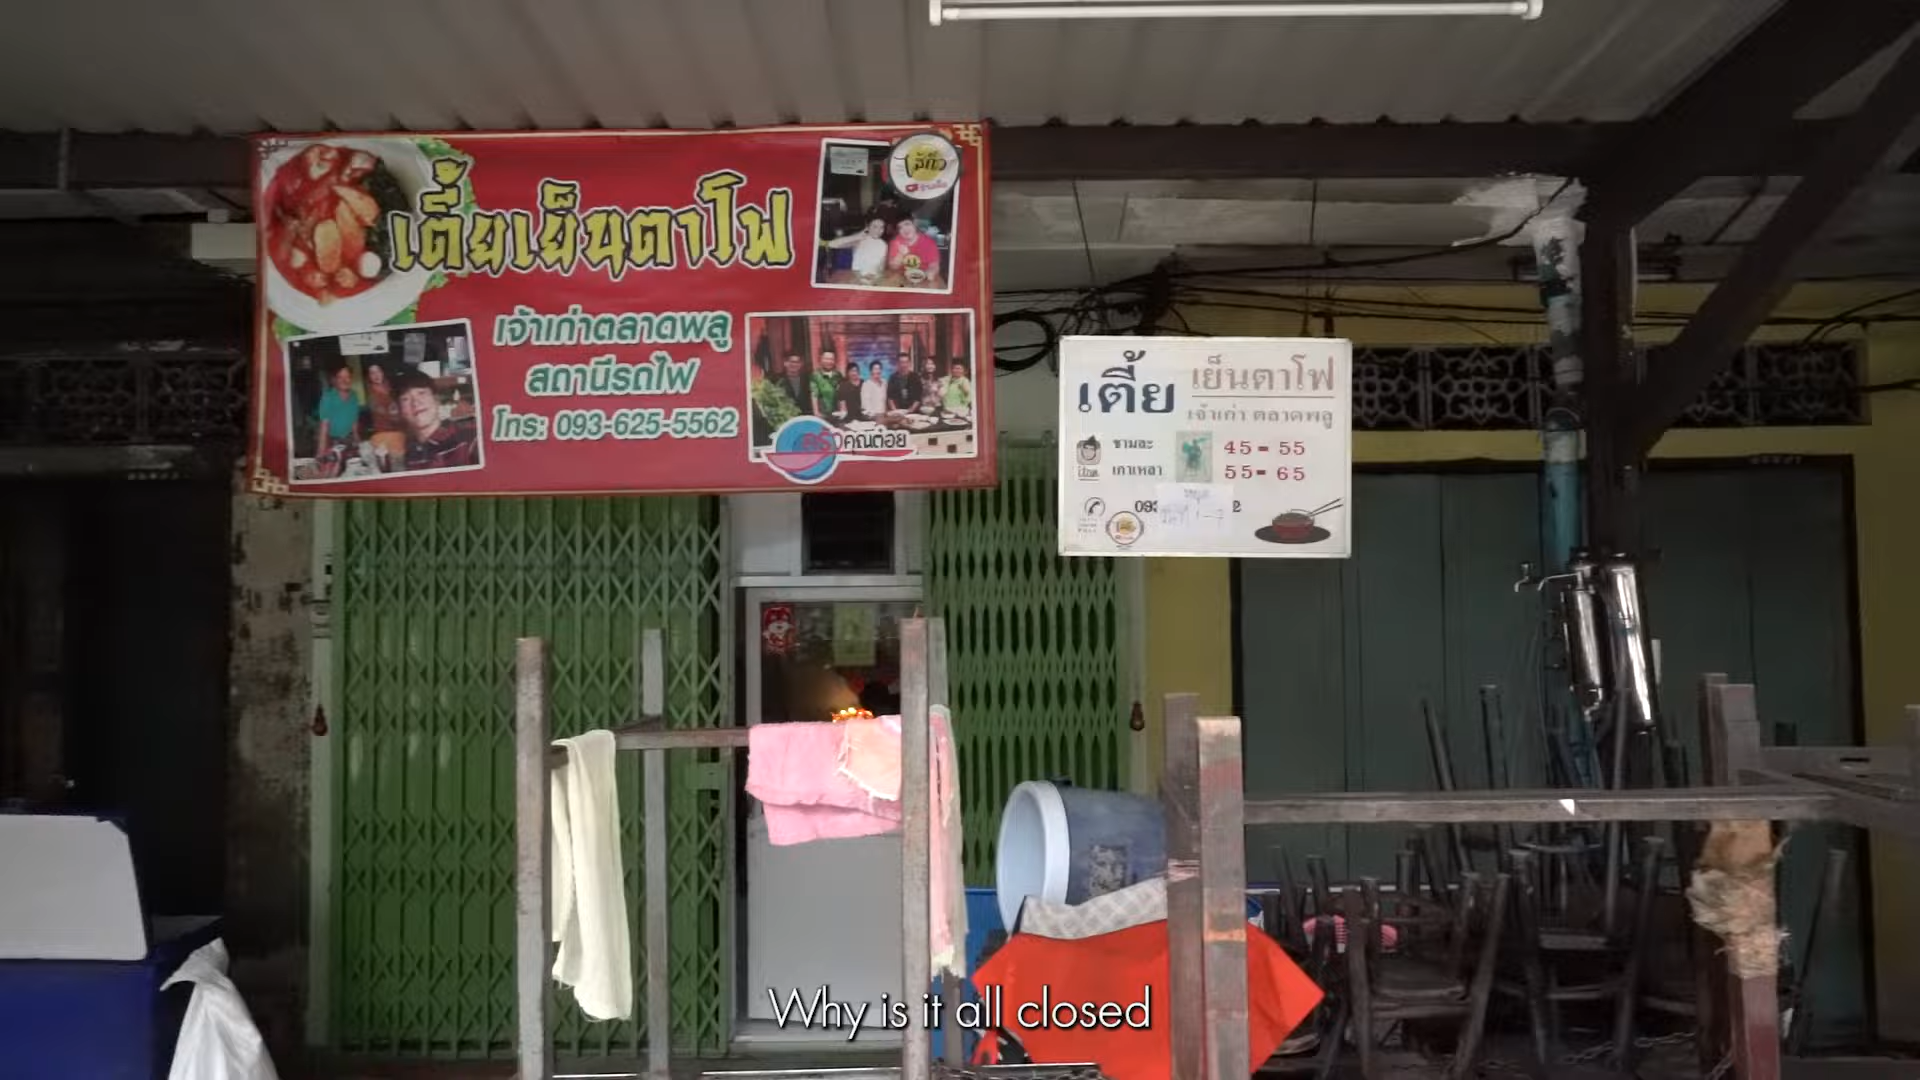 เตี้ยเย็นตาโฟ
เจ้าเก่าตลาดพลู
สถานีรถไฟ
โทร: 093-625-5562
ครัวคุณต๋อย
เตี้ย เย็นตาโฟ
เจ้าเก่า ตลาดพลู
ชามละ 45 - 55
เกาเหลา 55 - 65
Why is it all closed